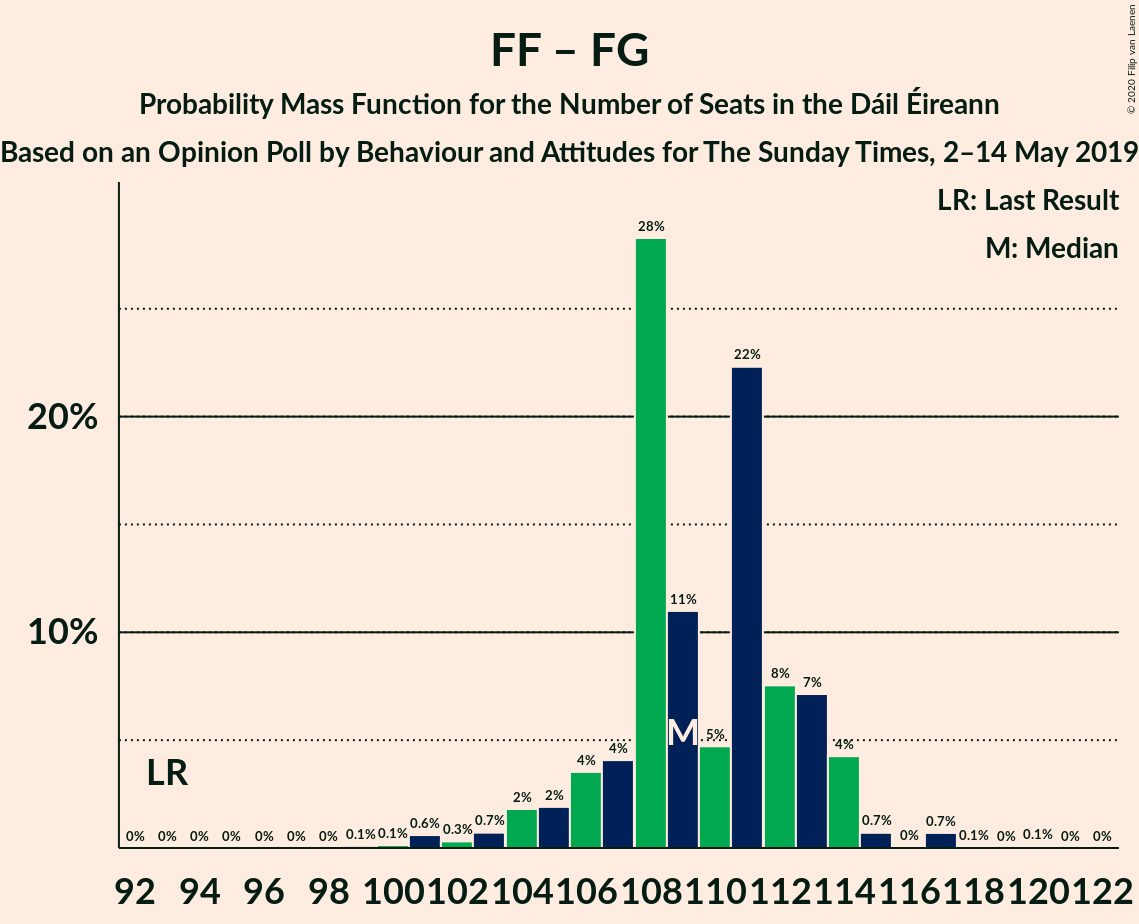 FF – FG
Probability Mass Function for the Number of Seats in the Dáil Éireann
Based on an Opinion Poll by Behaviour and Attitudes for The Sunday Times, 2–14 May 2019
© 2020 Filip van Laenen
LR: Last Result
M: Median
20%
10%
LR
M
0% 0% 0% 0% 0% 0% 0% 0.1% 0.1% 0.6% 0.3% 0.7% 2% 2% 4% 4% 28% 11% 5% 22% 8% 7% 4% 0.7% 0% 0.7% 0.1% 0% 0.1% 0% 0%
92 94 96 98 100 102 104 106 108 110 112 114 116 118 120 122